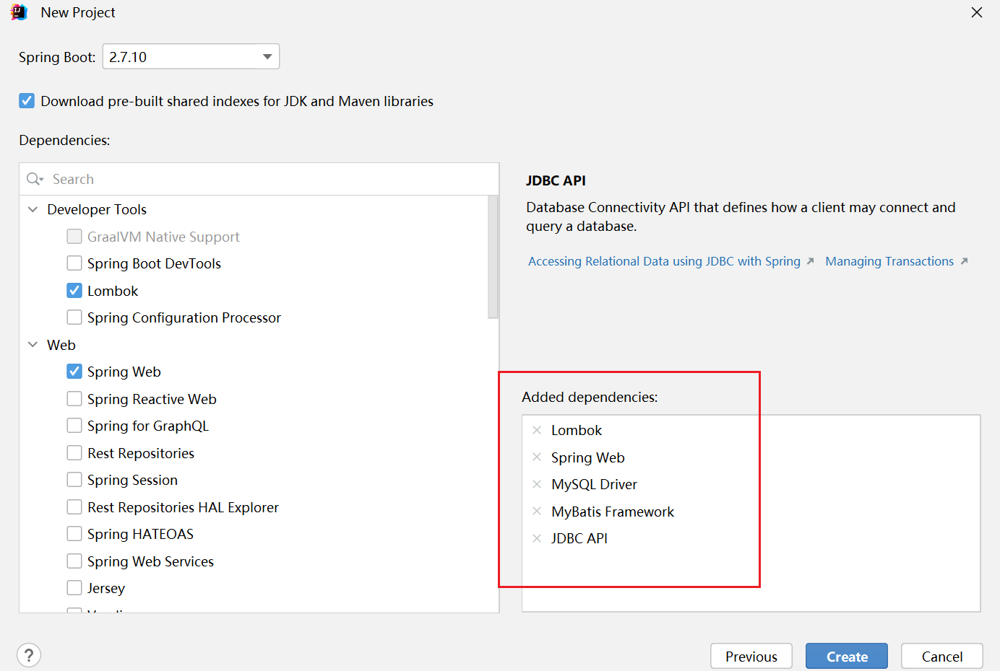 New Project
Spring Boot: 2.7.10
Download pre-built shared indexes for JDK and Maven libraries
Dependencies:
Search
Developer Tools
GraalVM Native Support
Spring Boot DevTools
Lombok
Spring Configuration Processor
Web
Spring Web
Spring Reactive Web
Spring for GraphQL
Rest Repositories
Spring Session
Rest Repositories HAL Explorer
Spring HATEOAS
Spring Web Services
Jersey
JDBC API
Database Connectivity API that defines how a client may connect and
query a database.
Accessing Relational Data using JDBC with Spring Managing Transactions
Added dependencies:
Lombok
Spring Web
MySQL Driver
MyBatis Framework
JDBC API
? Previous Create Cancel